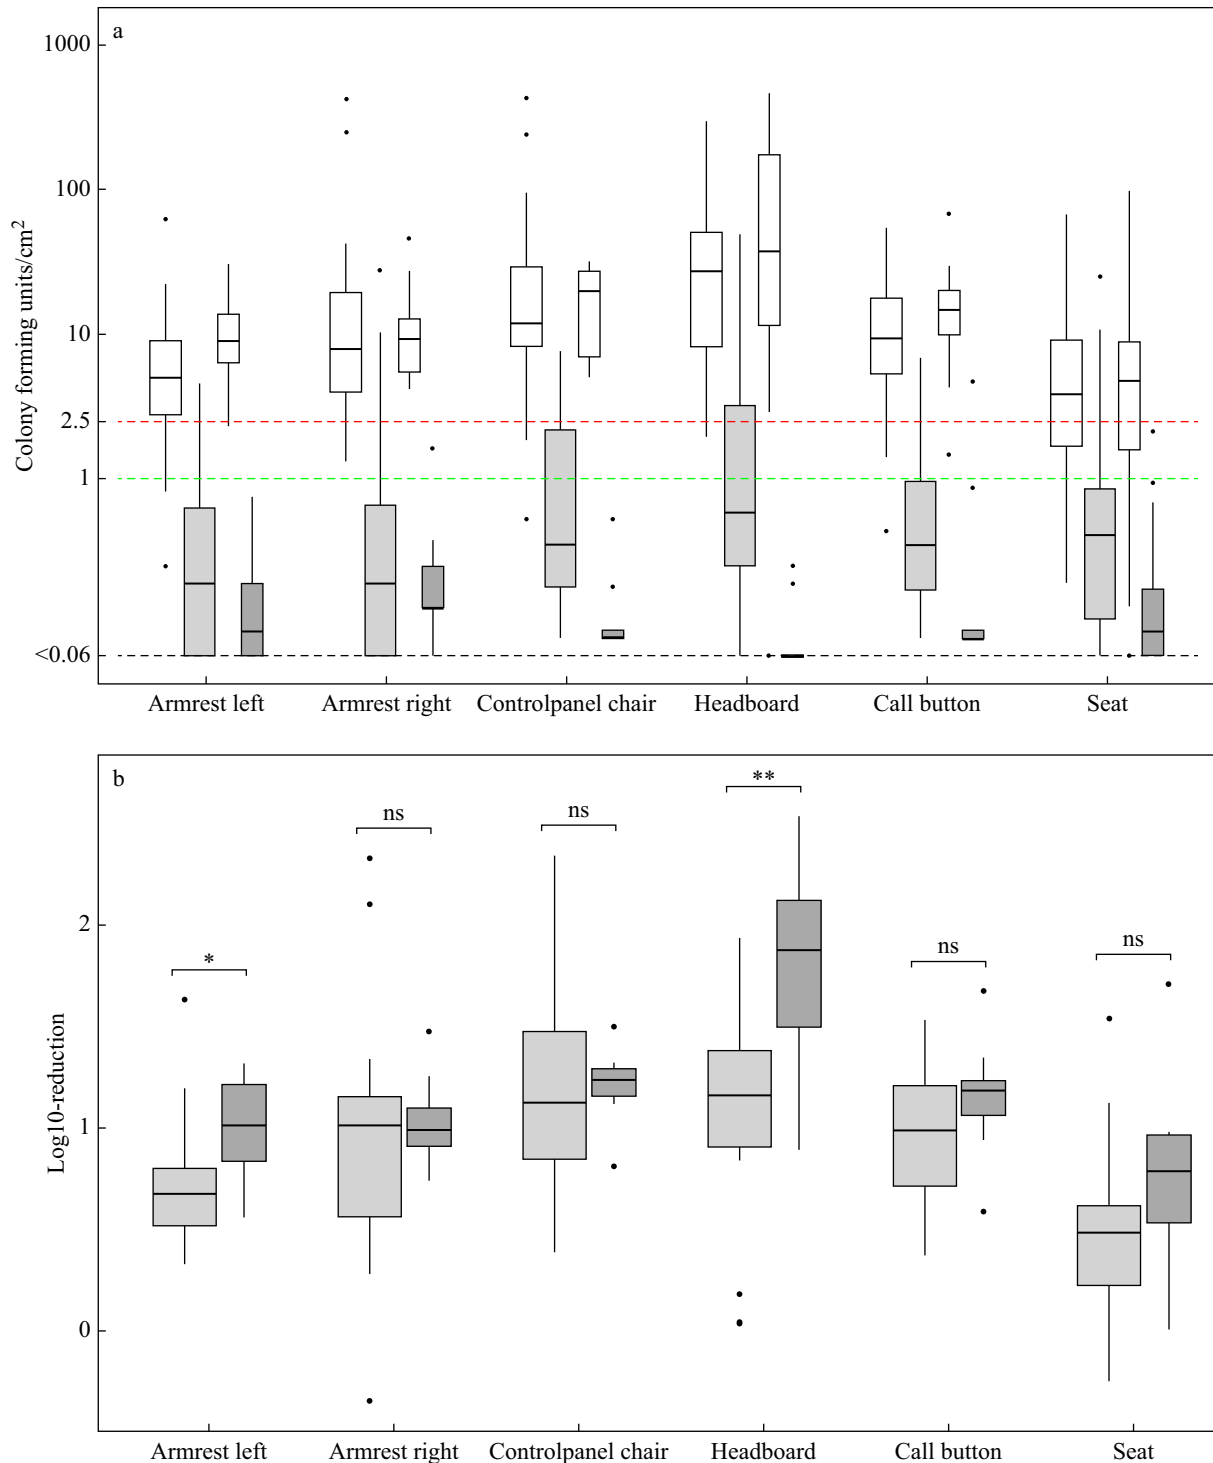 a
1000
100
10
2.5
1
<0.06
Colony forming units/cm²
Armrest left Armrest right Controlpanel chair Headboard Call button Seat
b
**
ns ns
* ns ns
2
1
0
Log10-reduction
Armrest left Armrest right Controlpanel chair Headboard Call button Seat